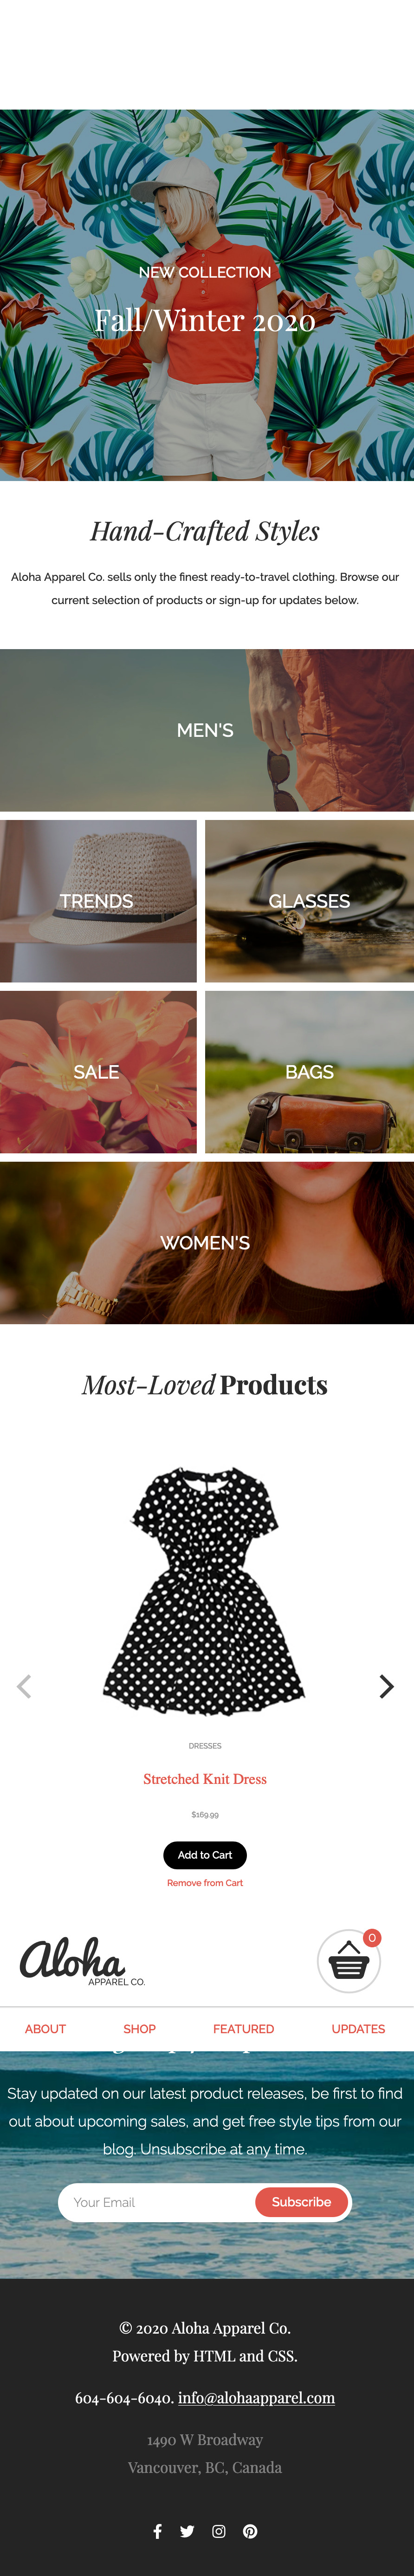 NEW COLLECTION
Fall/Winter 2020
Hand-Crafted Styles
Aloha Apparel Co. sells only the finest ready-to-travel clothing. Browse our
current selection of products or sign-up for updates below.
MEN'S
TRENDS
GLASSES
SALE
BAGS
WOMEN'S
Most-Loved Products
DRESSES
Stretched Knit Dress
$169.99
Add to Cart
Remove from Cart
Aloha
APPAREL CO.
0
ABOUT
SHOP
FEATURED
UPDATES
Stay updated on our latest product releases, be first to find
out about upcoming sales, and get free style tips from our
blog. Unsubscribe at any time.
Your Email
Subscribe
© 2020 Aloha Apparel Co.
Powered by HTML and CSS.
604-604-6040. info@alohaapparel.com
1490 W Broadway
Vancouver, BC, Canada